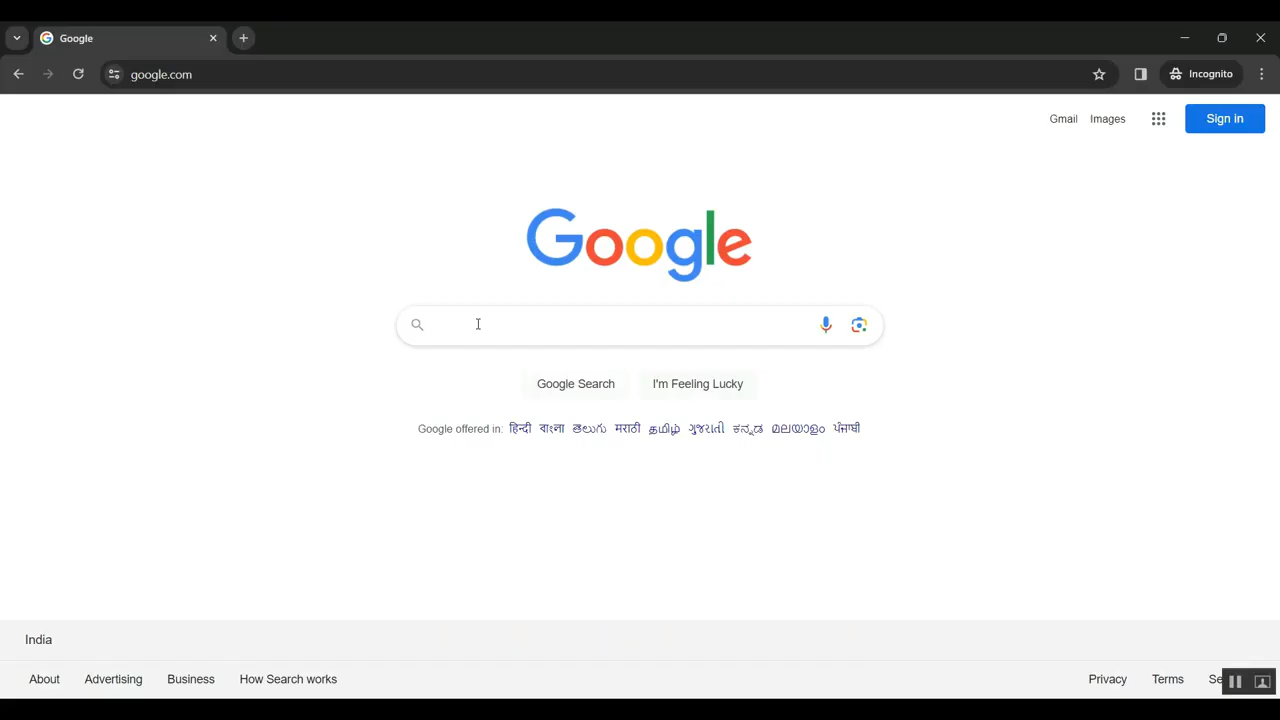 Google
google.com
Incognito
Gmail Images Sign in
Google
Google Search I'm Feeling Lucky
Google offered in: हिन्दी বাংলা తెలుగు मराठी தமிழ் ગુજરાતી ಕನ್ನಡ മലയാളം ਪੰਜਾਬੀ
India
About Advertising Business How Search works Privacy Terms Se